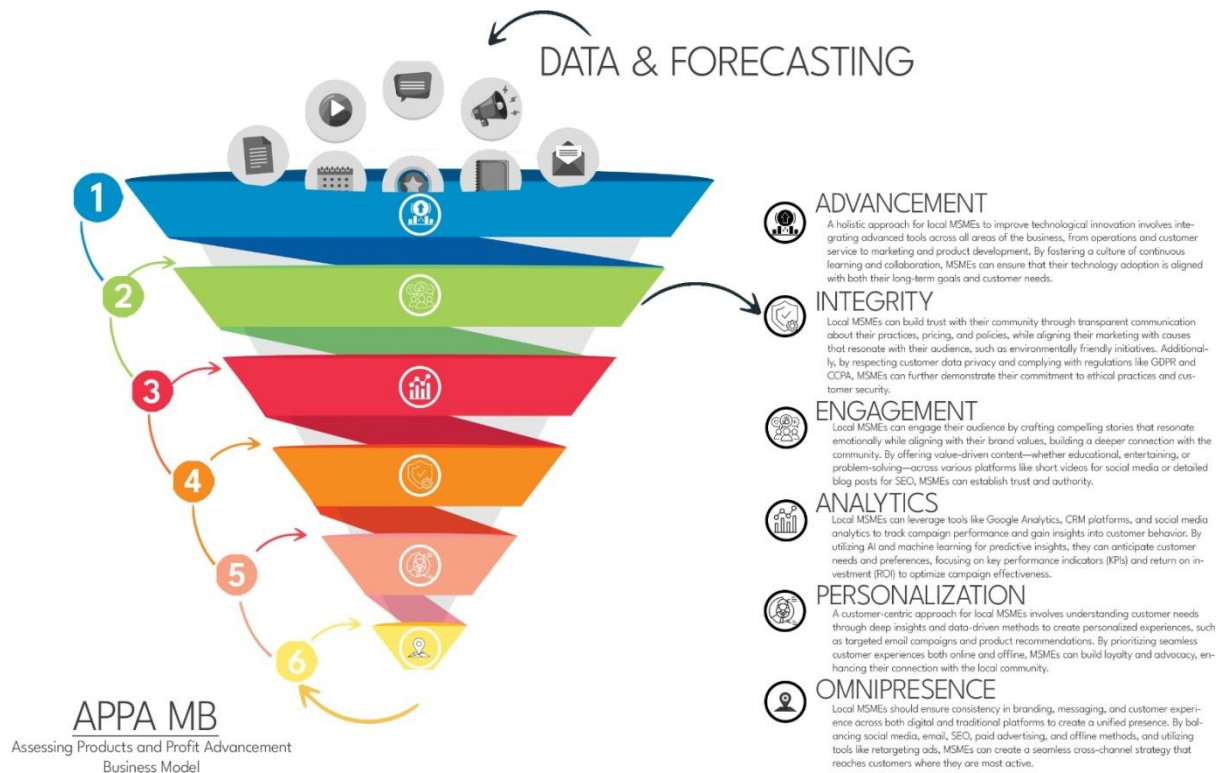 DATA & FORECASTING
1
2
3
4
5
6
APPA MB
Assessing Products and Profit Advancement
Business Model
ADVANCEMENT
A holistic approach for local MSMEs to improve technological innovation involves inte-
grating advanced tools across all areas of the business, from operations and customer
service to marketing and product development. By fostering a culture of continuous
learning and collaboration, MSMEs can ensure that their technology adoption is aligned
with both their long-term goals and customer needs.
INTEGRITY
Local MSMEs can build trust with their community through transparent communication
about their practices, pricing, and policies, while aligning their marketing with causes
that resonate with their audience, such as environmentally friendly initiatives. Additional-
ly, by respecting customer data privacy and complying with regulations like GDPR and
CCPA, MSMEs can further demonstrate their commitment to ethical practices and cus-
tomer security.
ENGAGEMENT
Local MSMEs can engage their audience by crafting compelling stories that resonate
emotionally while aligning with their brand values, building a deeper connection with the
community. By offering value-driven content—whether educational, entertaining, or
problem-solving—across various platforms like short videos for social media or detailed
blog posts for SEO, MSMEs can establish trust and authority.
ANALYTICS
Local MSMEs can leverage tools like Google Analytics, CRM platforms, and social media
analytics to track campaign performance and gain insights into customer behavior. By
utilizing AI and machine learning for predictive insights, they can anticipate customer
needs and preferences, focusing on key performance indicators (KPIs) and return on in-
vestment (ROI) to optimize campaign effectiveness.
PERSONALIZATION
A customer-centric approach for local MSMEs involves understanding customer needs
through deep insights and data-driven methods to create personalized experiences, such
as targeted email campaigns and product recommendations. By prioritizing seamless
customer experiences both online and offline, MSMEs can build loyalty and advocacy, en-
hancing their connection with the local community.
OMNIPRESENCE
Local MSMEs should ensure consistency in branding, messaging, and customer experi-
ence across both digital and traditional platforms to create a unified presence. By bal-
ancing social media, email, SEO, paid advertising, and offline methods, and utilizing
tools like retargeting ads, MSMEs can create a seamless cross-channel strategy that
reaches customers where they are most active.